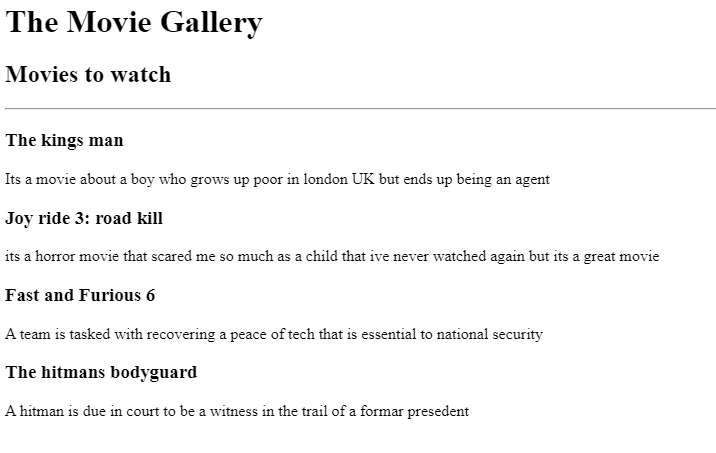 The Movie Gallery
Movies to watch
The kings man
Its a movie about a boy who grows up poor in london UK but ends up being an agent
Joy ride 3: road kill
its a horror movie that scared me so much as a child that ive never watched again but its a great movie
Fast and Furious 6
A team is tasked with recovering a peace of tech that is essential to national security
The hitmans bodyguard
A hitman is due in court to be a witness in the trail of a formar presedent